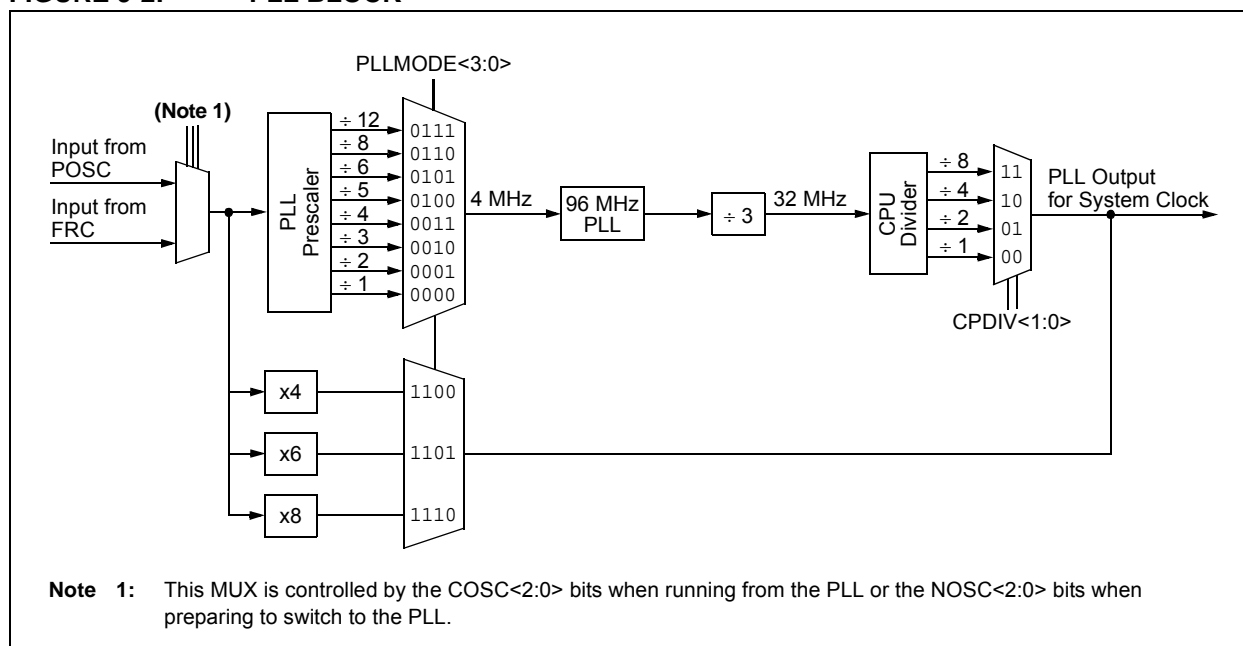 PLLMODE<3:0>
(Note 1)
Input from
POSC
Input from
FRC
PLL
Prescaler
÷ 12
÷ 8
÷ 6
÷ 5
÷ 4
÷ 3
÷ 2
÷ 1
0111
0110
0101
0100
0011
0010
0001
0000
4 MHz
96 MHz
PLL
÷ 3
32 MHz
CPU
Divider
÷ 8
÷ 4
÷ 2
÷ 1
11
10
01
00
PLL Output
for System Clock
CPDIV<1:0>
x4
x6
x8
1100
1101
1110
Note 1: This MUX is controlled by the COSC<2:0> bits when running from the PLL or the NOSC<2:0> bits when
preparing to switch to the PLL.